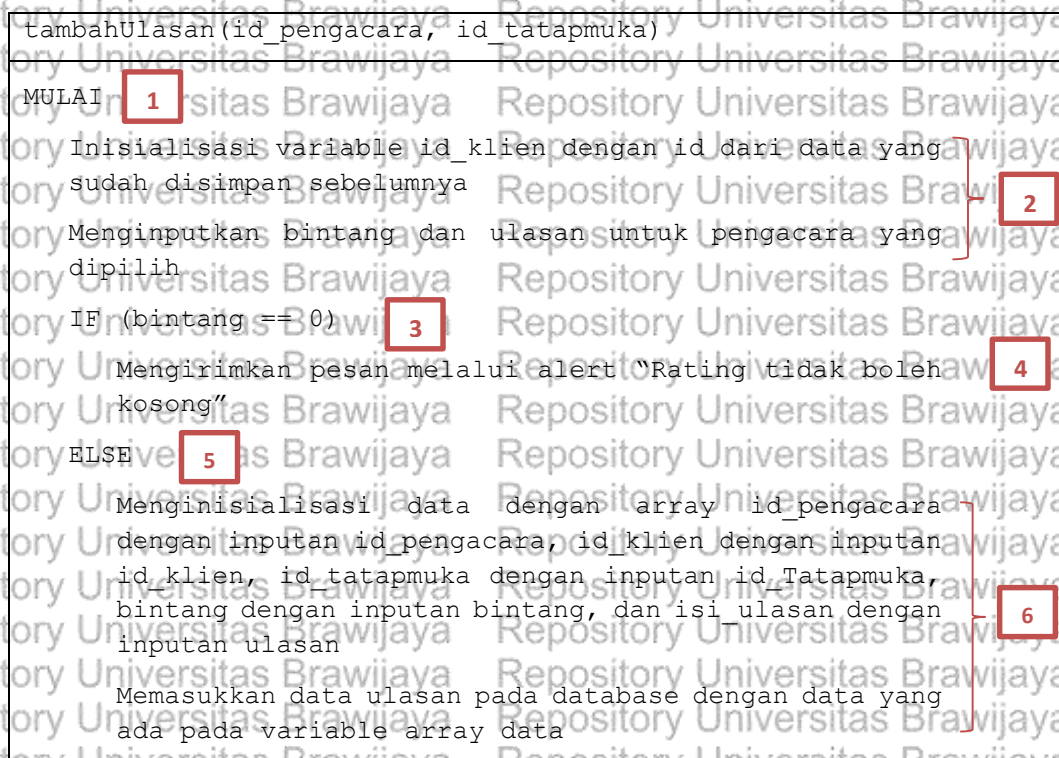 tambahUlasan(id_pengacara, id_tatapmuka)
MULAI 1
Inisialisasi variable id_klien dengan id dari data yang
sudah disimpan sebelumnya
2
Menginputkan bintang dan ulasan untuk pengacara yang
dipilih
IF (bintang == 0) 3
Mengirimkan pesan melalui alert “Rating tidak boleh 4
kosong”
ELSE 5
Menginisialisasi data dengan array id_pengacara
dengan inputan id_pengacara, id_klien dengan inputan
id_klien, id_tatapmuka dengan inputan id_Tatapmuka,
bintang dengan inputan bintang, dan isi_ulasan dengan 6
inputan ulasan
Memasukkan data ulasan pada database dengan data yang
ada pada variable array data
Repository Universitas Brawijaya